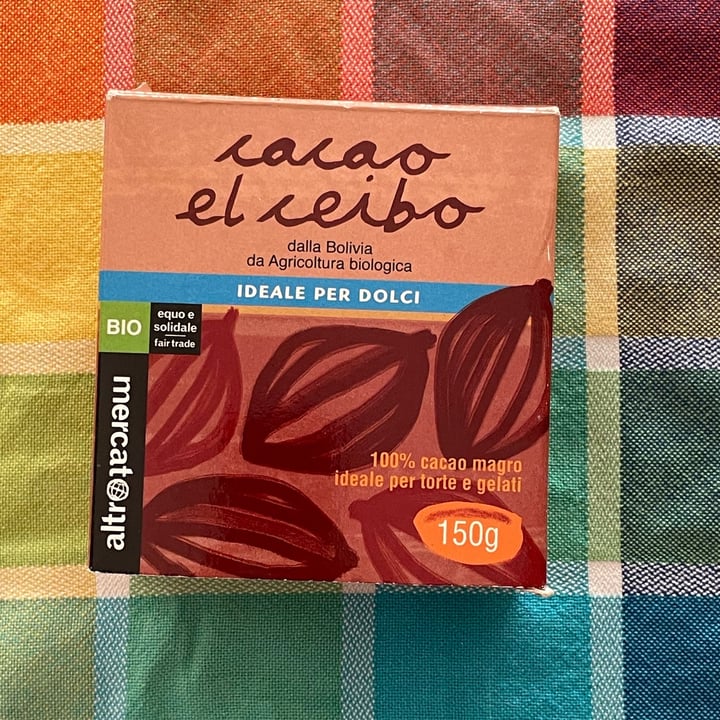 cacao
el ceibo
dalla Bolivia
da Agricoltura biologica
IDEALE PER DOLCI
BIO
equo e
solidale
fair trade
altromercato
100% cacao magro
ideale per torte e gelati
150g